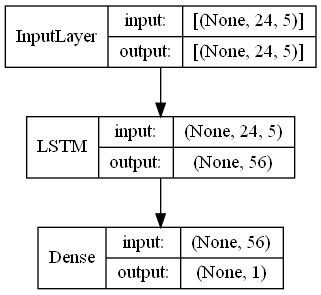 InputLayer
input: [(None, 24, 5)]
output: [(None, 24, 5)]
LSTM
input: (None, 24, 5)
output: (None, 56)
Dense
input: (None, 56)
output: (None, 1)